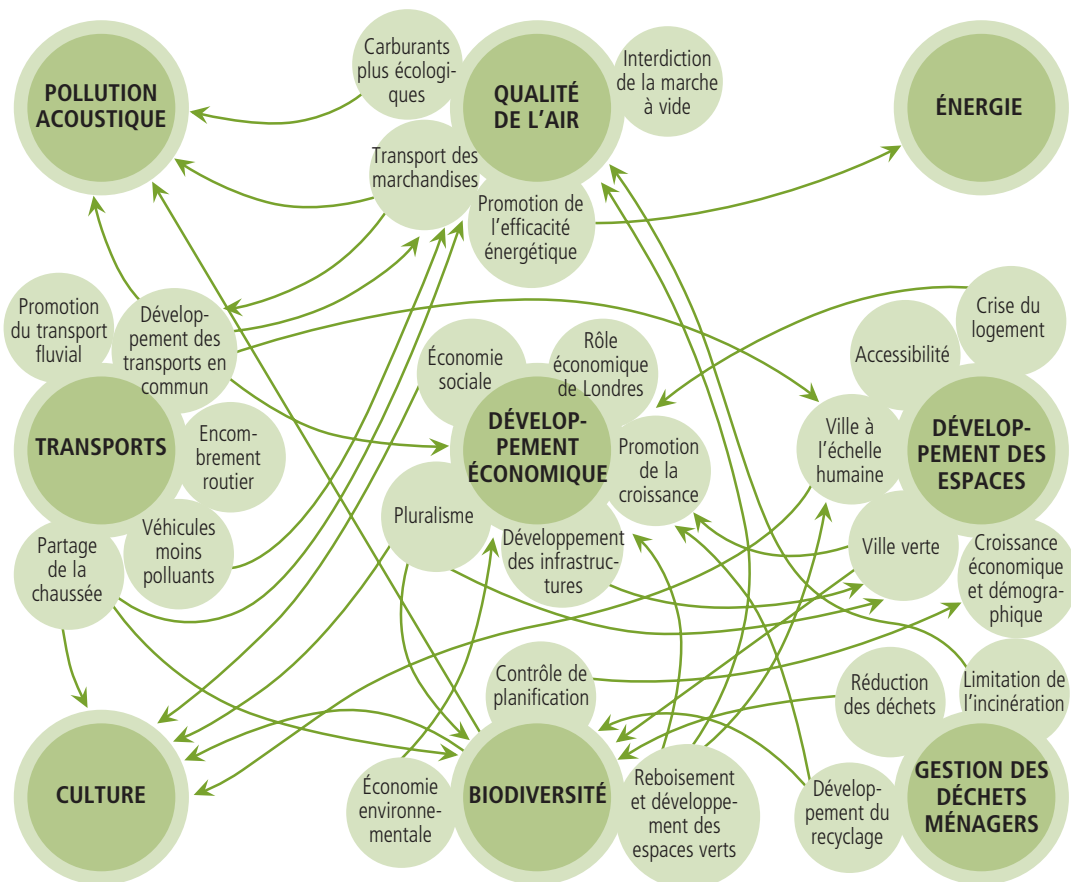 POLLUTION
ACOUSTIQUE
Carburants
plus écologi-
ques
QUALITÉ
DE L'AIR
Interdiction
de la marche
à vide
ÉNERGIE
Transport des
marchandises
Promotion de
l'efficacité
énergétique
Promotion
du transport
fluvial
Dévelop-
pement des
transports en
commun
Économie
sociale
Rôle
économique
de Londres
Accessibilité
Crise du
logement
TRANSPORTS
Encom-
brement
routier
DÉVELOP-
PEMENT
ÉCONOMIQUE
Promotion
de la
croissance
Ville à
l'échelle
humaine
DÉVELOP-
PEMENT DES
ESPACES
Partage
de la
chaussée
Véhicules
moins
polluants
Pluralisme
Développement
des infrastruc-
tures
Ville verte
Croissance
économique
et démogra-
phique
Contrôle de
planification
Réduction
des déchets
Limitation de
l'incinération
CULTURE
Économie
environne-
mentale
BIODIVERSITÉ
Reboisement
et développe-
ment des
espaces verts
Dévelop-
pement du
recyclage
GESTION DES
DÉCHETS
MÉNAGERS